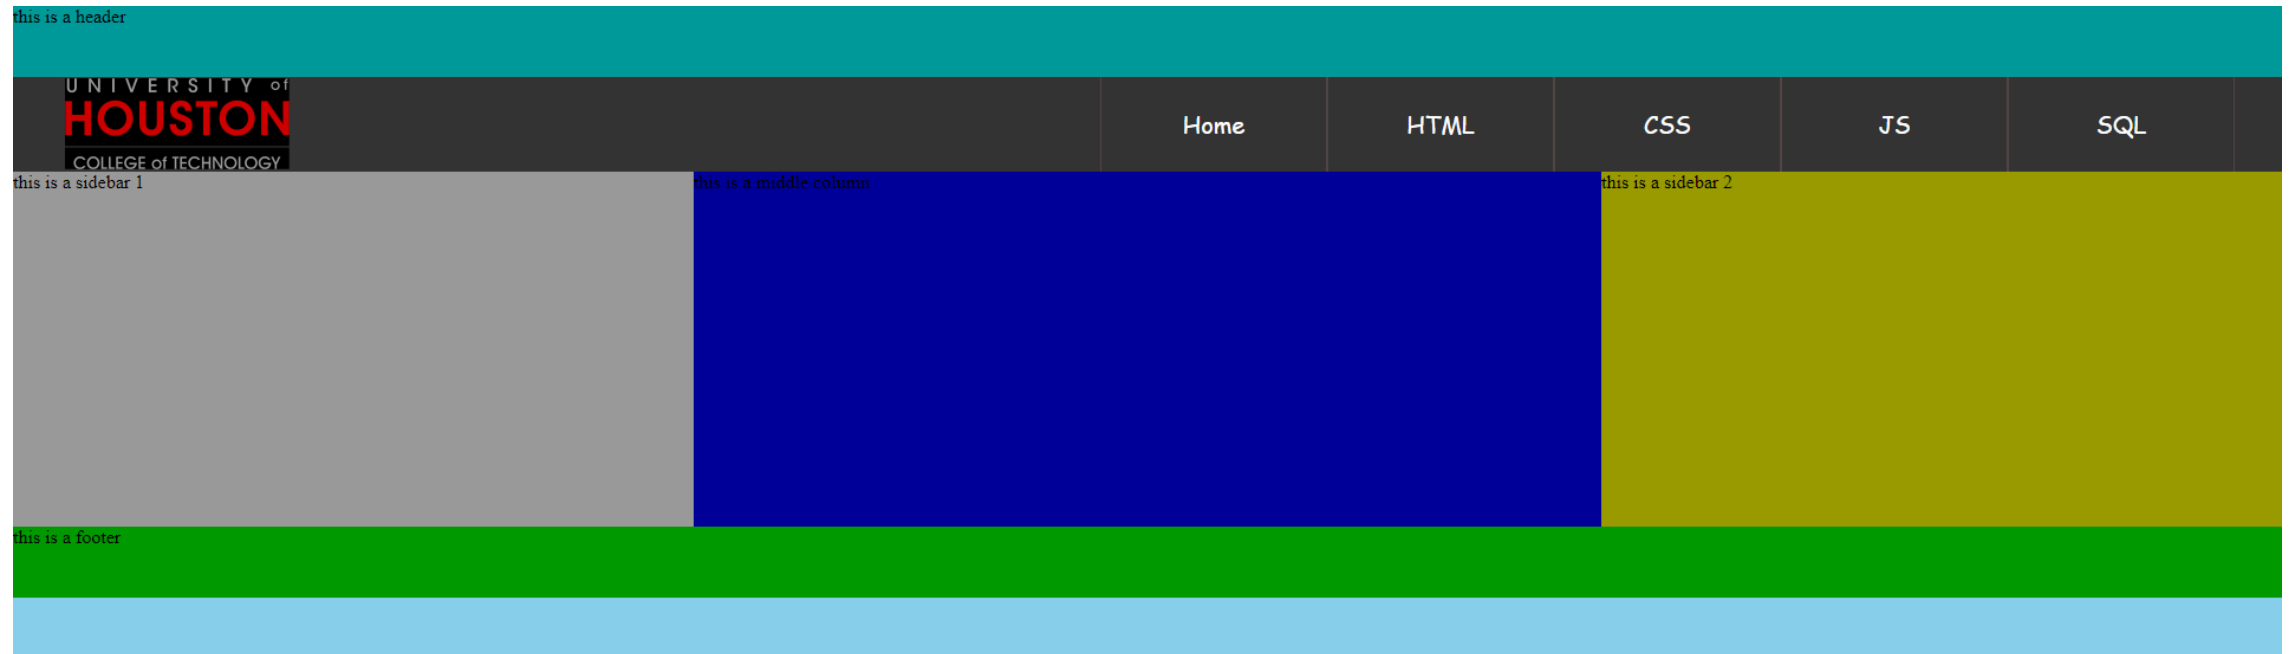 this is a header
UNIVERSITY of
HOUSTON
COLLEGE of TECHNOLOGY
Home HTML CSS JS SQL
this is a sidebar 1 this is a middle column this is a sidebar 2
this is a footer